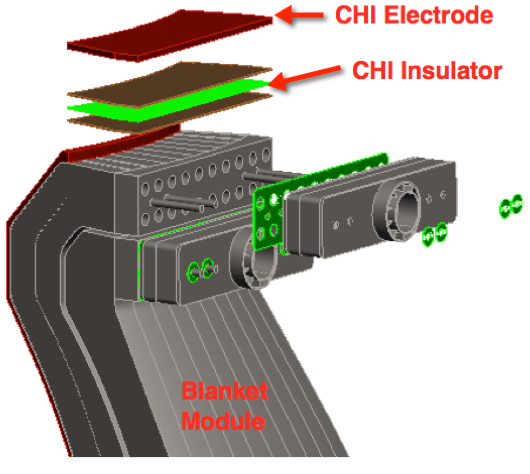 CHI Electrode
CHI Insulator
Blanket
Module